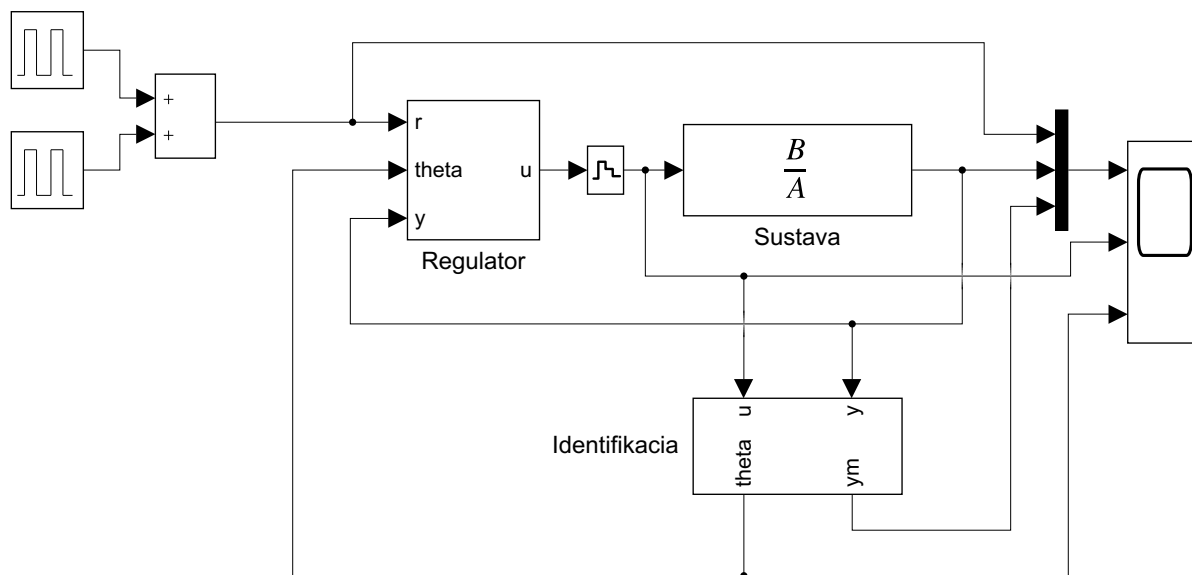 +
+
r
theta
y
u
Regulator
B
A
Sustava
u
y
theta
ym
Identifikacia